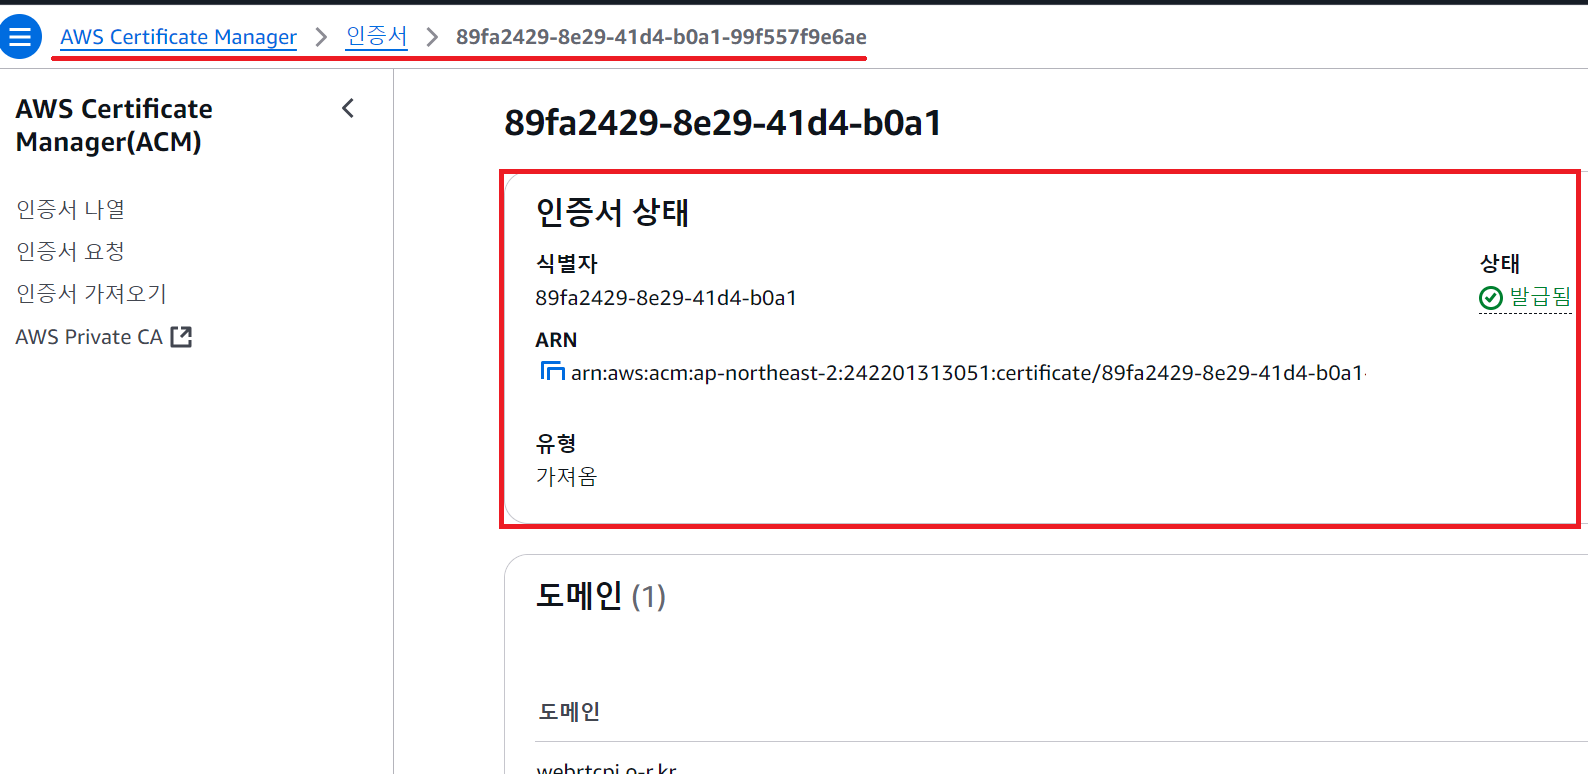 AWS Certificate Manager > 인증서 > 89fa2429-8e29-41d4-b0a1-99f557f9e6ae
AWS Certificate
Manager(ACM)
인증서 나열
인증서 요청
인증서 가져오기
AWS Private CA
89fa2429-8e29-41d4-b0a1
인증서 상태
식별자
89fa2429-8e29-41d4-b0a1
ARN
arn:aws:acm:ap-northeast-2:242201313051:certificate/89fa2429-8e29-41d4-b0a1-
유형
가져옴
상태
발급됨
도메인 (1)
도메인
webrtcpj.o-r.kr